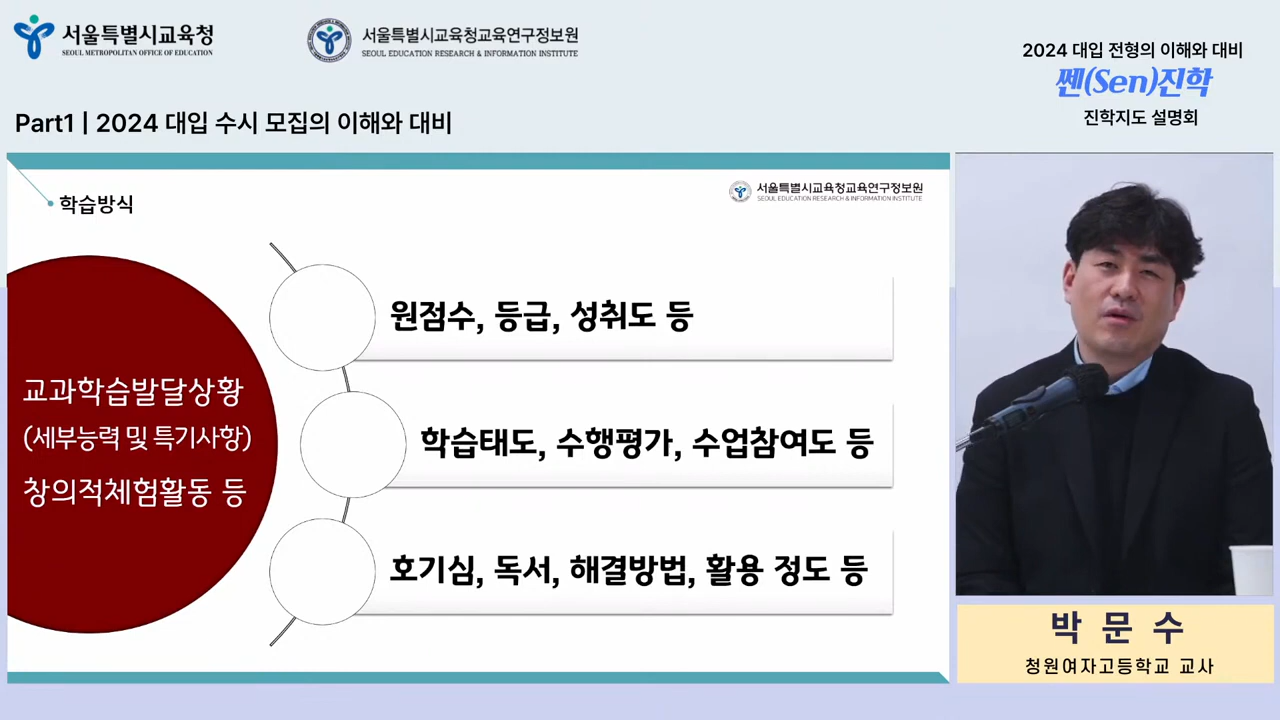 서울특별시교육청
SEOUL METROPOLITAN OFFICE OF EDUCATION
서울특별시교육청교육연구정보원
SEOUL EDUCATION RESEARCH & INFORMATION INSTITUTE
2024 대입 전형의 이해와 대비
쎈(Sen)진학
진학지도 설명회
Part1 | 2024 대입 수시 모집의 이해와 대비
학습방식
서울특별시교육청교육연구정보원
SEOUL EDUCATION RESEARCH & INFORMATION INSTITUTE
교과학습발달상황
(세부능력 및 특기사항)
창의적체험활동 등
원점수, 등급, 성취도 등
학습태도, 수행평가, 수업참여도 등
호기심, 독서, 해결방법, 활용 정도 등
박 문 수
청원여자고등학교 교사